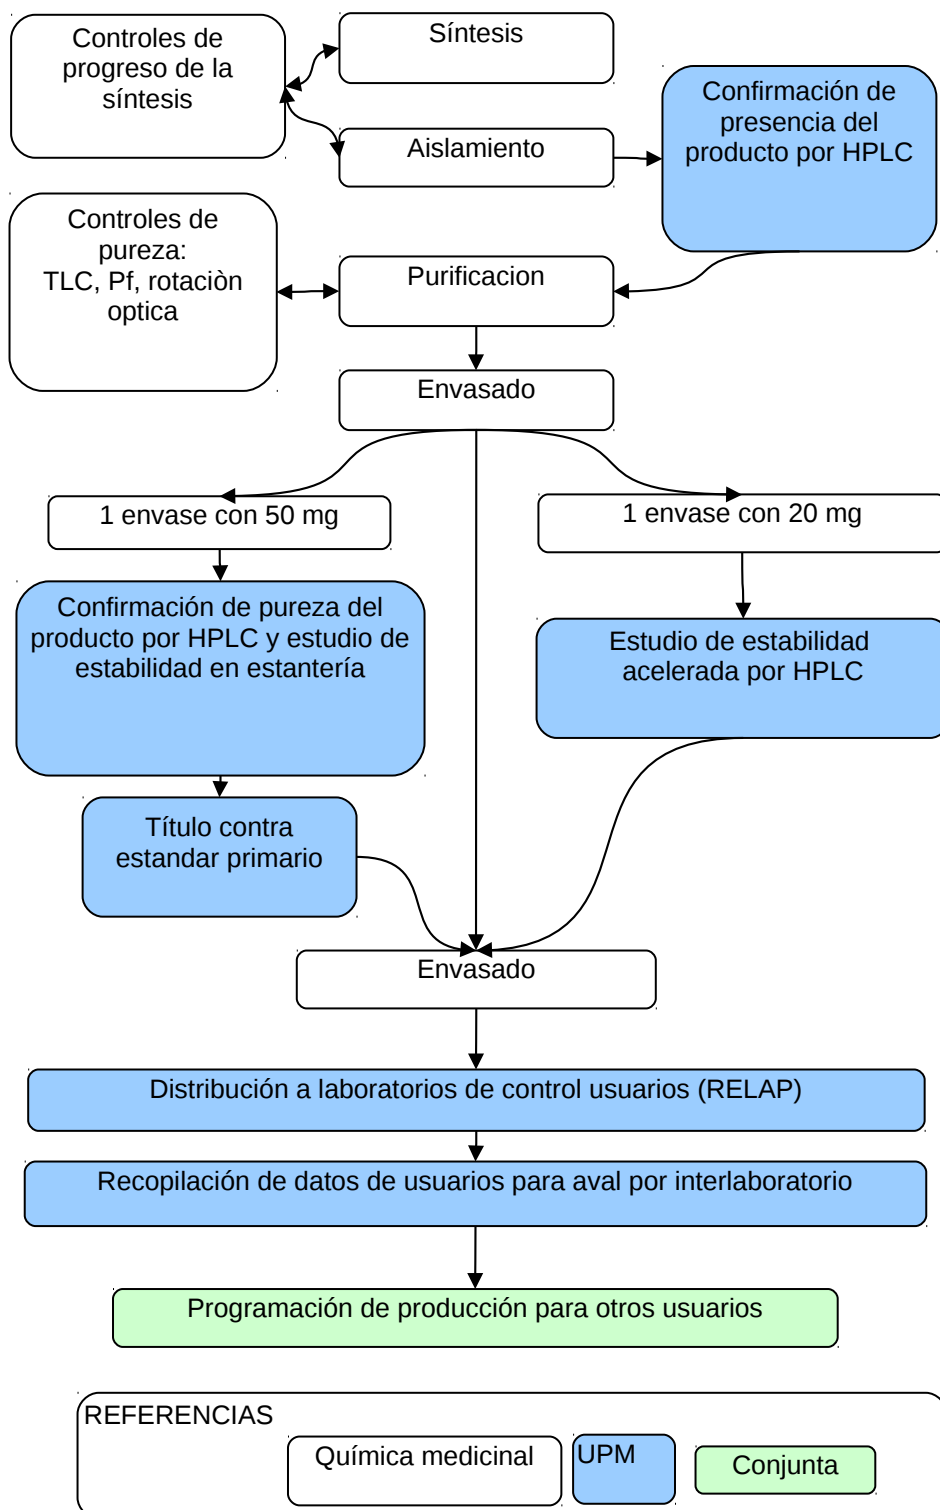 Controles de
progreso de la
síntesis
Síntesis
Aislamiento
Confirmación de
presencia del
producto por HPLC
Controles de
pureza:
TLC, Pf, rotaciòn
optica
Purificacion
Envasado
1 envase con 50 mg
1 envase con 20 mg
Confirmación de pureza del
producto por HPLC y estudio de
estabilidad en estantería
Estudio de estabilidad
acelerada por HPLC
Título contra
estandar primario
Envasado
Distribución a laboratorios de control usuarios (RELAP)
Recopilación de datos de usuarios para aval por interlaboratorio
Programación de producción para otros usuarios
REFERENCIAS
Química medicinal
UPM
Conjunta